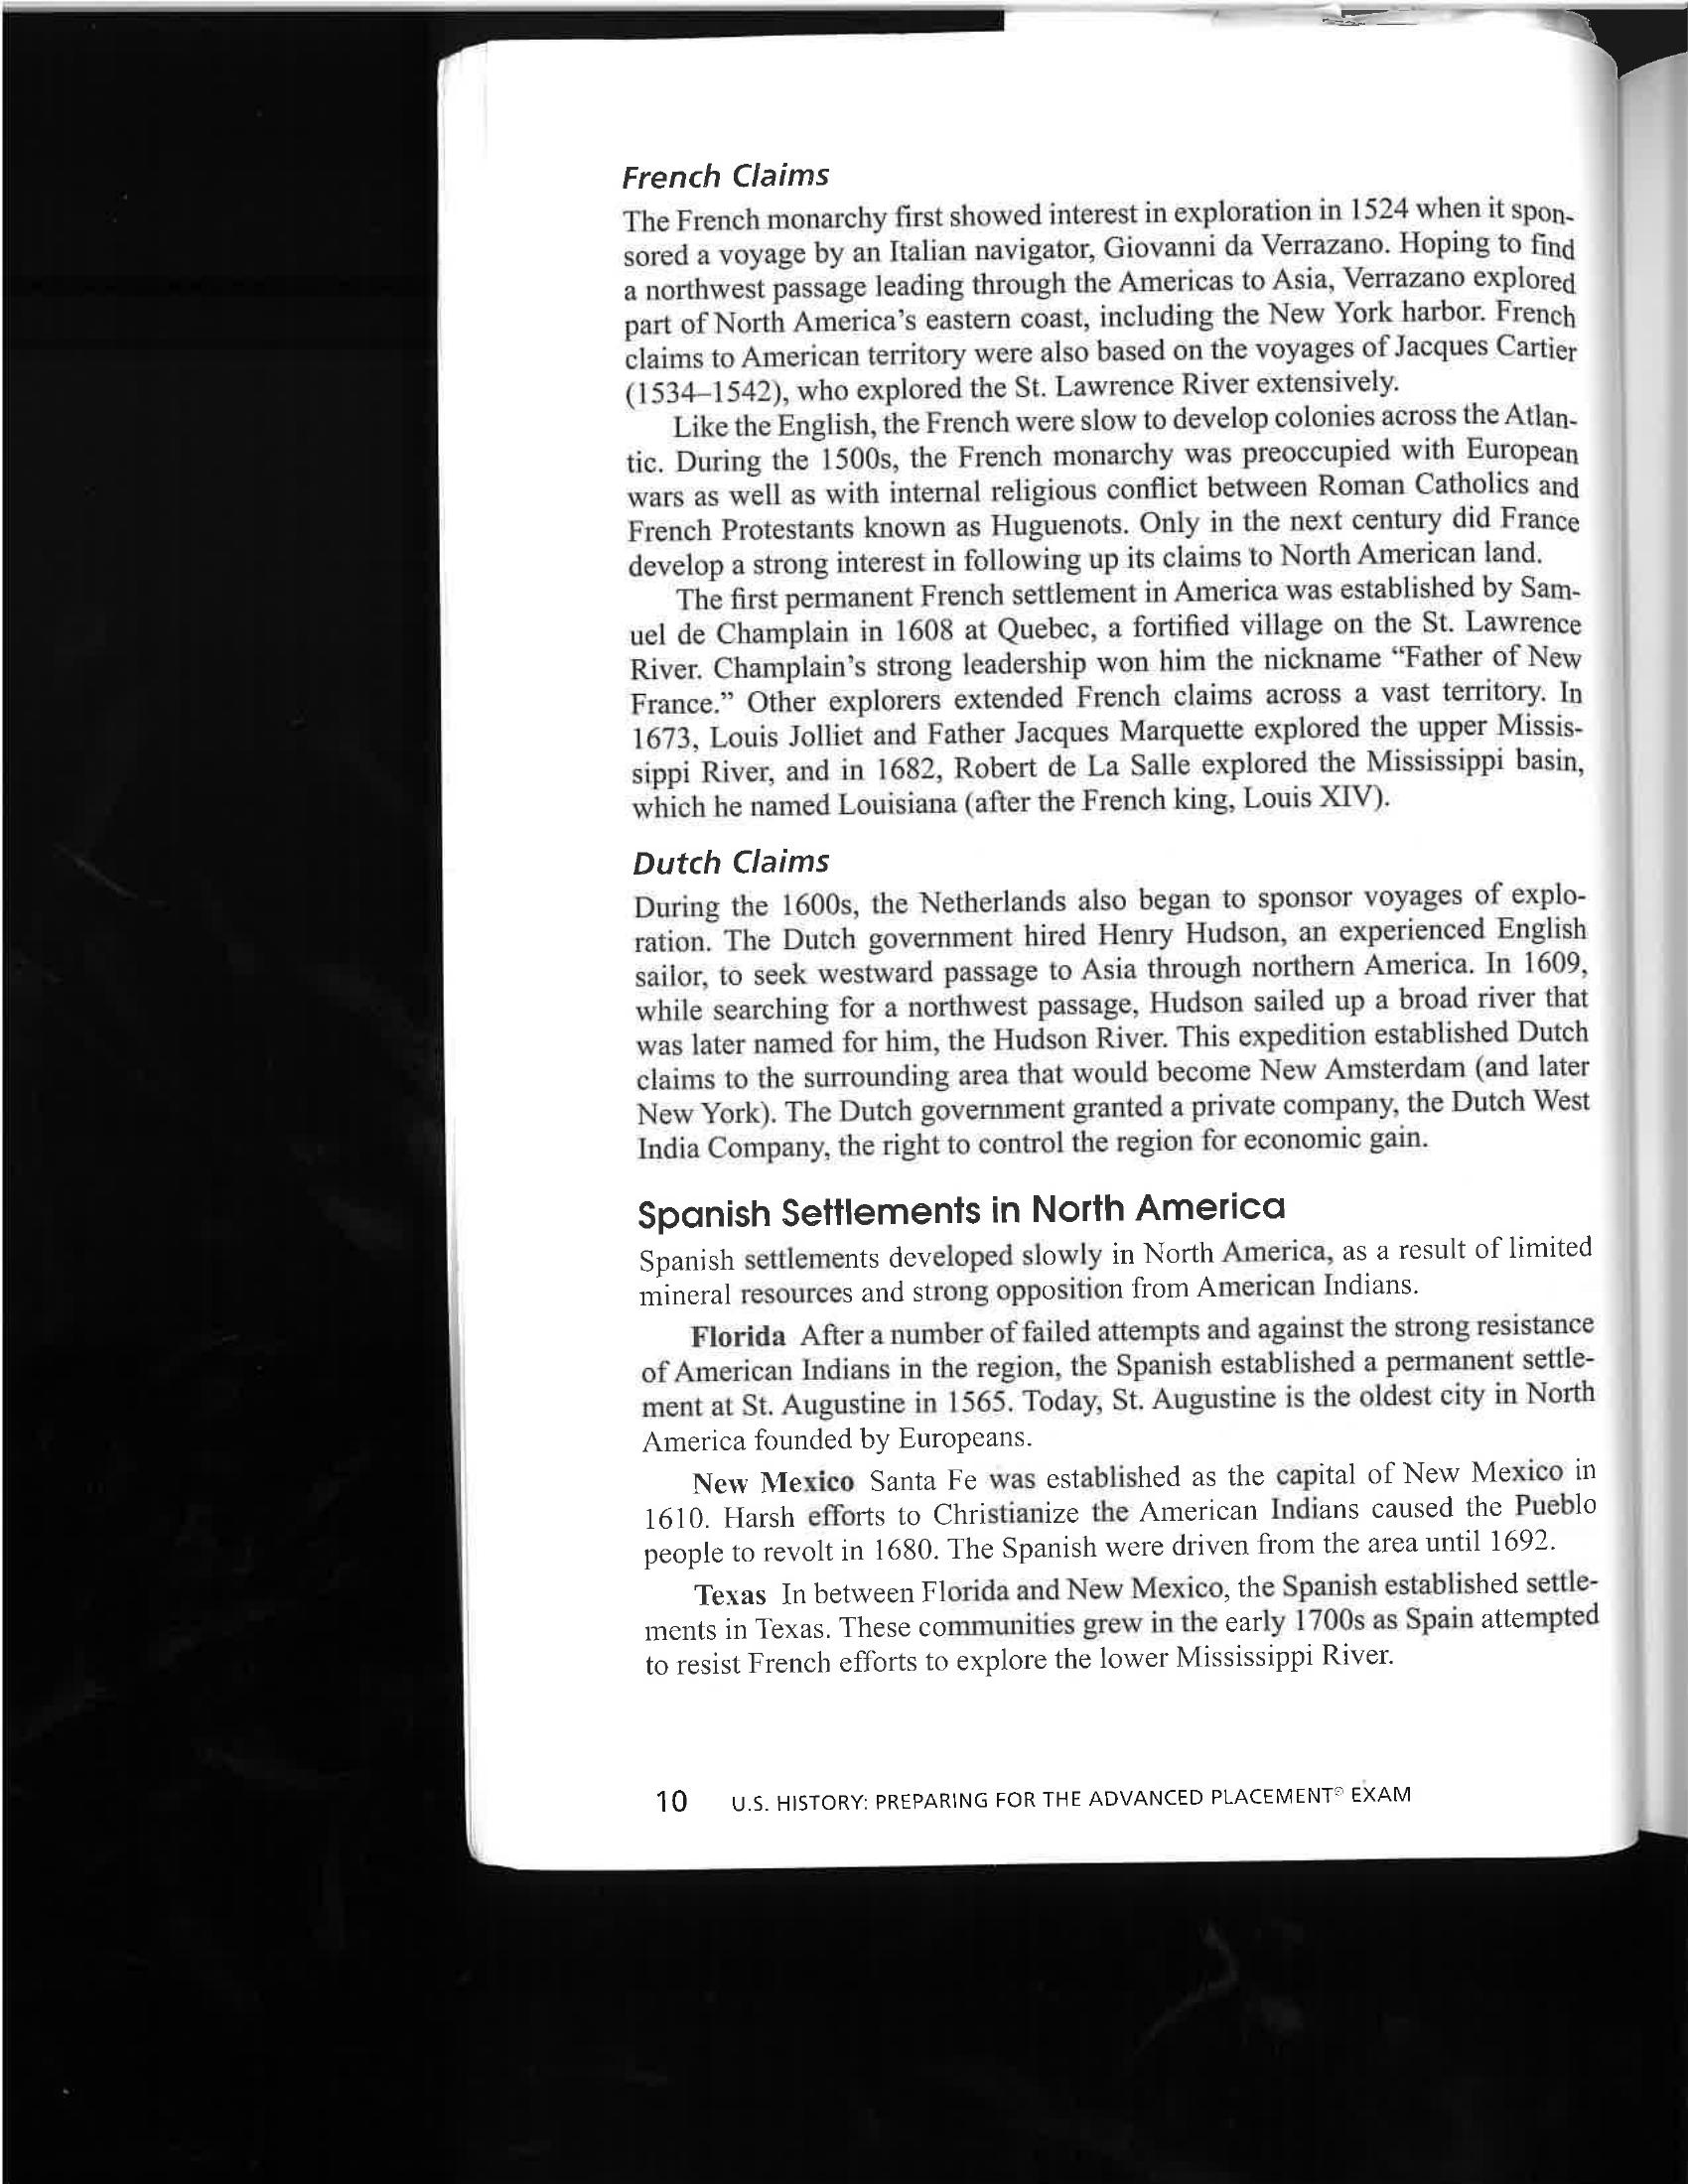 French Claims
The French monarchy first showed interest in exploration in 1524 when it spon-
sored a voyage by an Italian navigator, Giovanni da Verrazano. Hoping to find
a northwest passage leading through the Americas to Asia, Verrazano explored
part of North America's eastern coast, including the New York harbor. French
claims to American territory were also based on the voyages of Jacques Cartier
(1534–1542), who explored the St. Lawrence River extensively.
Like the English, the French were slow to develop colonies across the Atlan-
tic. During the 1500s, the French monarchy was preoccupied with European
wars as well as with internal religious conflict between Roman Catholics and
French Protestants known as Huguenots. Only in the next century did France
develop a strong interest in following up its claims to North American land.
The first permanent French settlement in America was established by Sam-
uel de Champlain in 1608 at Quebec, a fortified village on the St. Lawrence
River. Champlain's strong leadership won him the nickname “Father of New
France.” Other explorers extended French claims across a vast territory. In
1673, Louis Jolliet and Father Jacques Marquette explored the upper Missis-
sippi River, and in 1682, Robert de La Salle explored the Mississippi basin,
which he named Louisiana (after the French king, Louis XIV).
Dutch Claims
During the 1600s, the Netherlands also began to sponsor voyages of explo-
ration. The Dutch government hired Henry Hudson, an experienced English
sailor, to seek westward passage to Asia through northern America. In 1609,
while searching for a northwest passage, Hudson sailed up a broad river that
was later named for him, the Hudson River. This expedition established Dutch
claims to the surrounding area that would become New Amsterdam (and later
New York). The Dutch government granted a private company, the Dutch West
India Company, the right to control the region for economic gain.
Spanish Settlements in North America
Spanish settlements developed slowly in North America, as a result of limited
mineral resources and strong opposition from American Indians.
Florida After a number of failed attempts and against the strong resistance
of American Indians in the region, the Spanish established a permanent settle-
ment at St. Augustine in 1565. Today, St. Augustine is the oldest city in North
America founded by Europeans.
New Mexico Santa Fe was established as the capital of New Mexico in
1610. Harsh efforts to Christianize the American Indians caused the Pueblo
people to revolt in 1680. The Spanish were driven from the area until 1692.
Texas In between Florida and New Mexico, the Spanish established settle-
ments in Texas. These communities grew in the early 1700s as Spain attempted
to resist French efforts to explore the lower Mississippi River.
10 U.S. HISTORY: PREPARING FOR THE ADVANCED PLACEMENT® EXAM